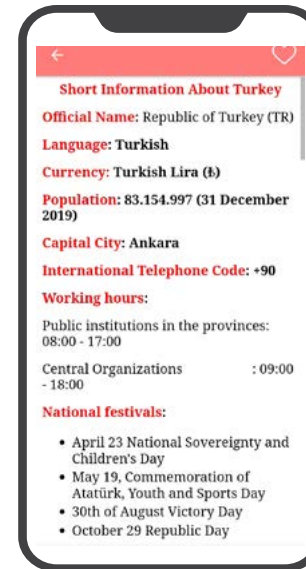 Short Information About Turkey
Official Name: Republic of Turkey (TR)
Language: Turkish
Currency: Turkish Lira (₺)
Population: 83.154.997 (31 December
2019)
Capital City: Ankara
International Telephone Code: +90
Working hours:
Public institutions in the provinces:
08:00 - 17:00
Central Organizations : 09:00
- 18:00
National festivals:
• April 23 National Sovereignty and
Children's Day
• May 19, Commemoration of
Atatürk, Youth and Sports Day
• 30th of August Victory Day
• October 29 Republic Day